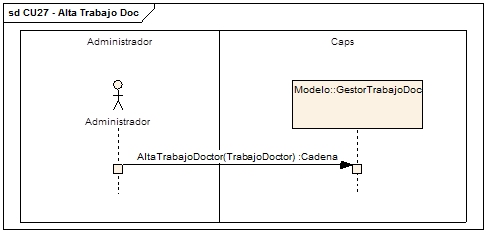 sd CU27 - Alta Trabajo Doc
Administrador
Caps
Modelo::GestorTrabajoDoc
Administrador
AltaTrabajoDoctor(TrabajoDoctor) :Cadena